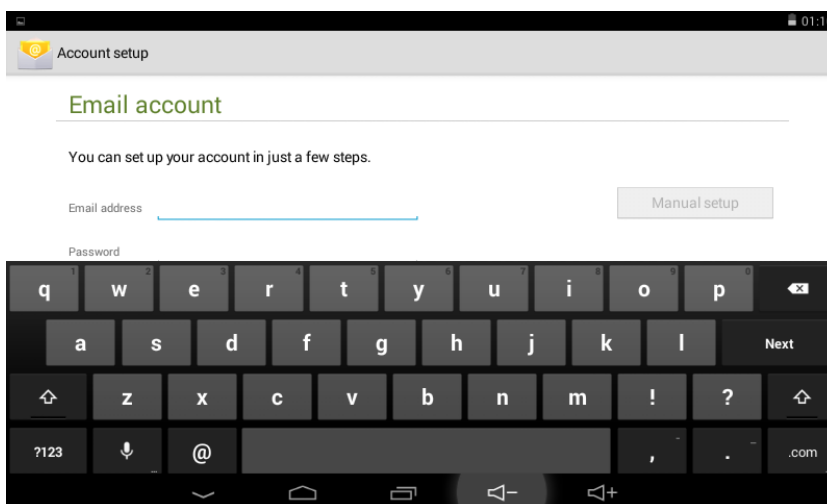 01:1
Account setup
Email account
You can set up your account in just a few steps.
Email address
Manual setup
Password
1 2 3 4 5 6 7 8 9 0
q w e r t y u i o p
a s d f g h j k l Next
z x c v b n m ! ?
?123 @ , . .com